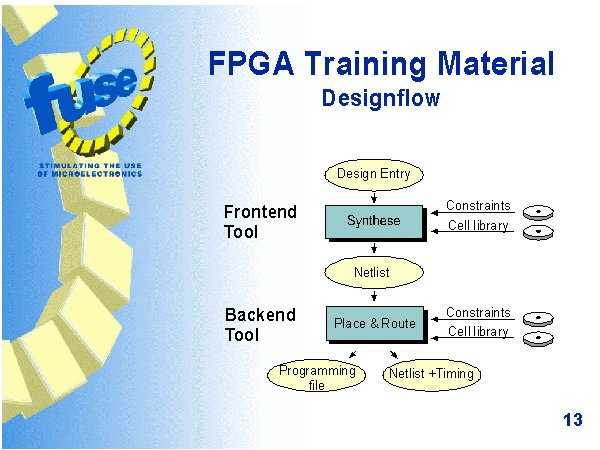 FPGA Training Material
Designflow
fuse
STIMULATING THE USE
OF MICROELECTRONICS
Design Entry
Frontend
Tool
Synthese
Constraints
Cell library
Netlist
Backend
Tool
Place & Route
Constraints
Cell library
Programming
file
Netlist +Timing
13